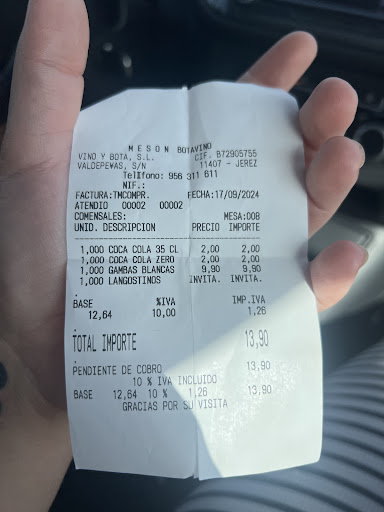 MESON BOTAVINO
VINO Y BOTA, S.L. CIF. B72905755
VALDEPEÑAS, S/N 11407 - JEREZ
Telffono: 956 311 611
NIF.:
FACTURA:TMCOMPR. FECHA:17/09/2024
ATENDIO 00002 00002
COMENSALES: MESA:008
UNID. DESCRIPCION PRECIO IMPORTE
1,000 COCA COLA 35 CL 2,00 2,00
1,000 COCA COLA ZERO 2,00 2,00
1,000 GAMBAS BLANCAS 9,90 9,90
1,000 LANGOSTINOS INVITA. INVITA.
.
BASE %IVA IMP.IVA
12,64 10,00 1,26
.
TOTAL IMPORTE 13,90
.
PENDIENTE DE COBRO 13,90
10 % IVA INCLUIDO
BASE 12,64 10 % 1,26 13,90
GRACIAS POR SU VISITA